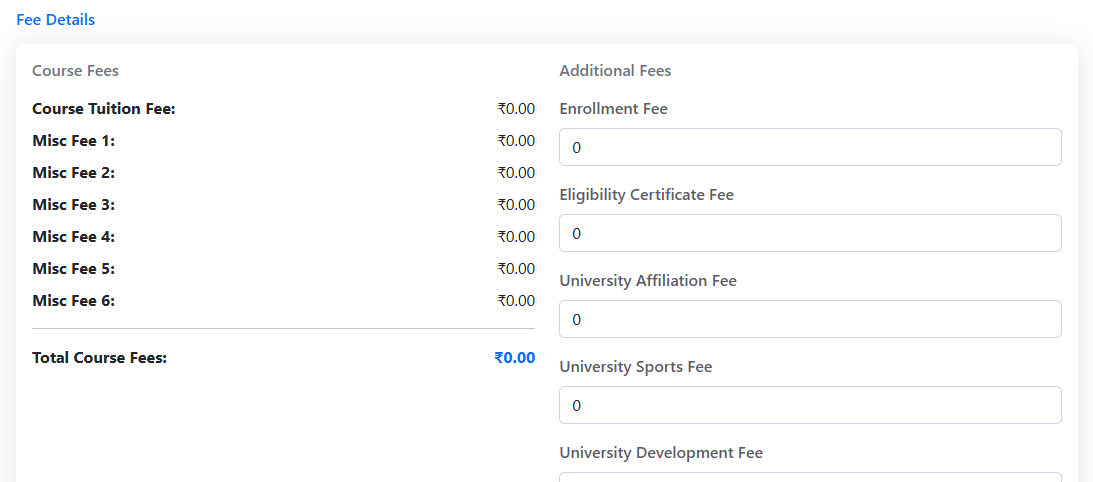 Fee Details
Course Fees
Course Tuition Fee: ₹0.00
Misc Fee 1: ₹0.00
Misc Fee 2: ₹0.00
Misc Fee 3: ₹0.00
Misc Fee 4: ₹0.00
Misc Fee 5: ₹0.00
Misc Fee 6: ₹0.00
Total Course Fees: ₹0.00
Additional Fees
Enrollment Fee
0
Eligibility Certificate Fee
0
University Affiliation Fee
0
University Sports Fee
0
University Development Fee